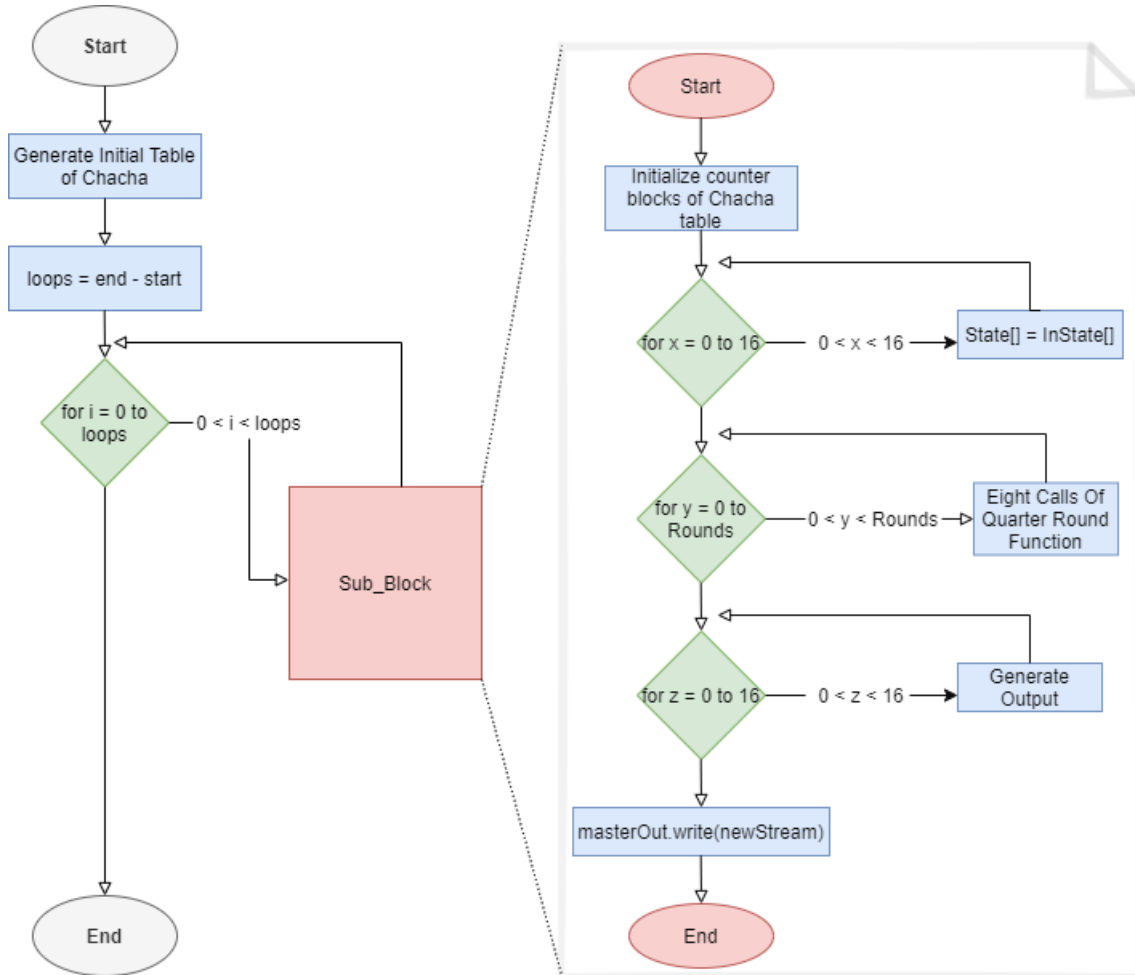 Start
Generate Initial Table
of Chacha
loops = end - start
for i = 0 to
loops
0 < i < loops
Sub_Block
End
Start
Initialize counter
blocks of Chacha
table
for x = 0 to 16
0 < x < 16
State[] = InState[]
for y = 0 to
Rounds
0 < y < Rounds
Eight Calls Of
Quarter Round
Function
for z = 0 to 16
0 < z < 16
Generate
Output
masterOut.write(newStream)
End